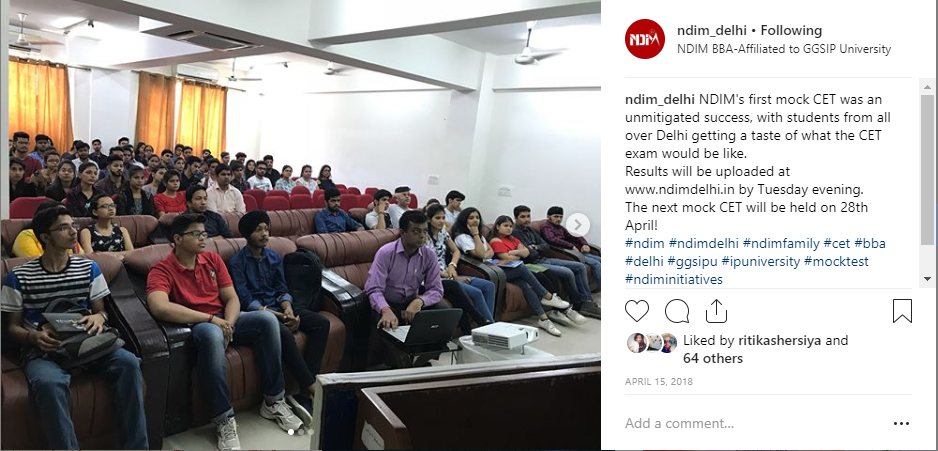 NDIM
ndim_delhi • Following
NDIM BBA-Affiliated to GGSIP University
ndim_delhi NDIM's first mock CET was an
unmitigated success, with students from all
over Delhi getting a taste of what the CET
exam would be like.
Results will be uploaded at
www.ndimdelhi.in by Tuesday evening.
The next mock CET will be held on 28th
April!
#ndim #ndimdelhi #ndimfamily #cet #bba
#delhi #ggsipu #ipuniversity #mocktest
#ndiminitiatives
Liked by ritikashersiya and
64 others
APRIL 15, 2018
Add a comment...
acer